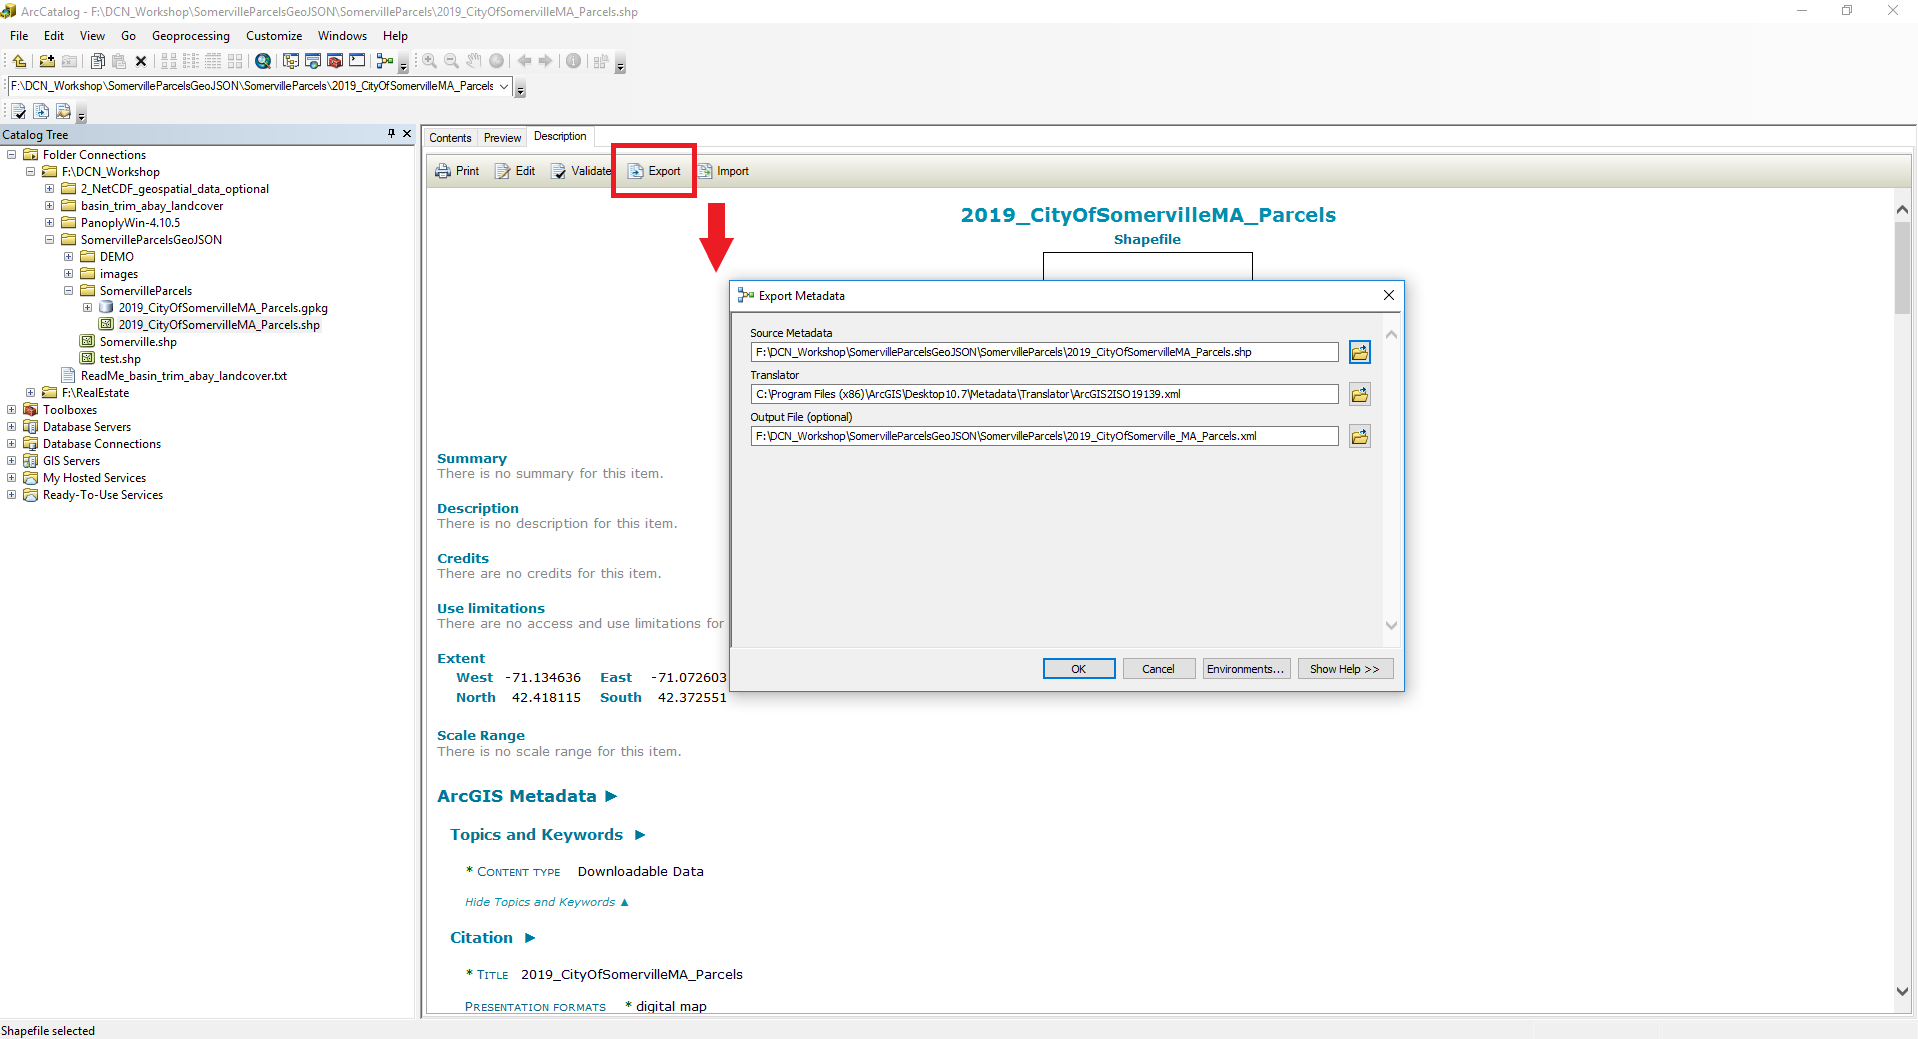 ArcCatalog - F:\DCN_Workshop\SomervilleParcelsGeoJSON\SomervilleParcels\2019_CityOfSomervilleMA_Parcels.shp
File Edit View Go Geoprocessing Customize Windows Help
F:\DCN_Workshop\SomervilleParcelsGeoJSON\SomervilleParcels\2019_CityOfSomervilleMA_Parcels
Catalog Tree
Folder Connections
F:\DCN_Workshop
2_NetCDF_geospatial_data_optional
basin_trim_abay_landcover
PanoplyWin-4.10.5
SomervilleParcelsGeoJSON
DEMO
images
SomervilleParcels
2019_CityOfSomervilleMA_Parcels.gpkg
2019_CityOfSomervilleMA_Parcels.shp
Somerville.shp
test.shp
ReadMe_basin_trim_abay_landcover.txt
F:\RealEstate
Toolboxes
Database Servers
Database Connections
GIS Servers
My Hosted Services
Ready-To-Use Services
Contents Preview Description
Print Edit Validate Export Import
2019_CityOfSomervilleMA_Parcels
Shapefile
Export Metadata
Source Metadata
F:\DCN_Workshop\SomervilleParcelsGeoJSON\SomervilleParcels\2019_CityOfSomervilleMA_Parcels.shp
Translator
C:\Program Files (x86)\ArcGIS\Desktop10.7\Metadata\Translator\ArcGIS2ISO19139.xml
Output File (optional)
F:\DCN_Workshop\SomervilleParcelsGeoJSON\SomervilleParcels\2019_CityOfSomerville_MA_Parcels.xml
OK Cancel Environments... Show Help >>
Summary
There is no summary for this item.
Description
There is no description for this item.
Credits
There are no credits for this item.
Use limitations
There are no access and use limitations for
Extent
West -71.134636 East -71.072603
North 42.418115 South 42.372551
Scale Range
There is no scale range for this item.
ArcGIS Metadata ►
Topics and Keywords ►
* CONTENT TYPE Downloadable Data
Hide Topics and Keywords ▲
Citation ►
* TITLE 2019_CityOfSomervilleMA_Parcels
PRESENTATION FORMATS * digital map
Shapefile selected